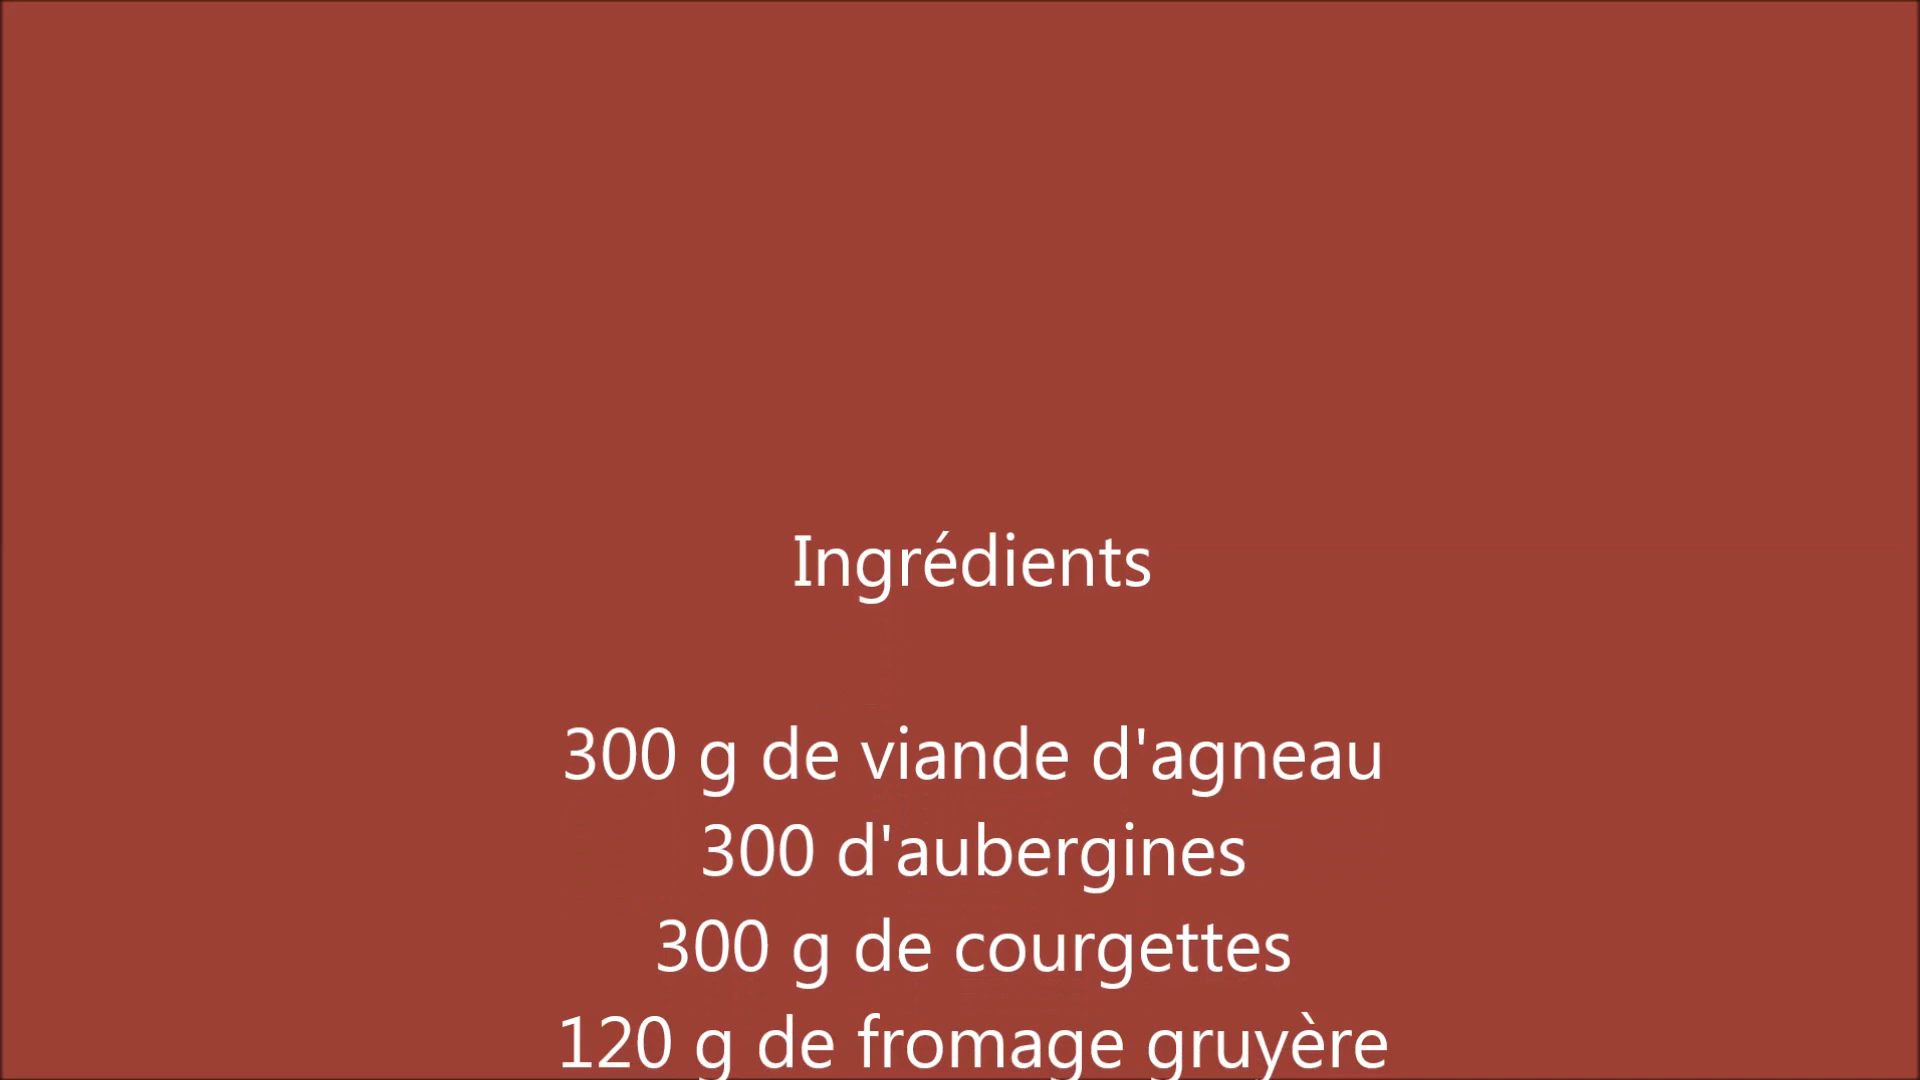 Ingrédients
300 g de viande d'agneau
300 d'aubergines
300 g de courgettes
120 g de fromage gruyère